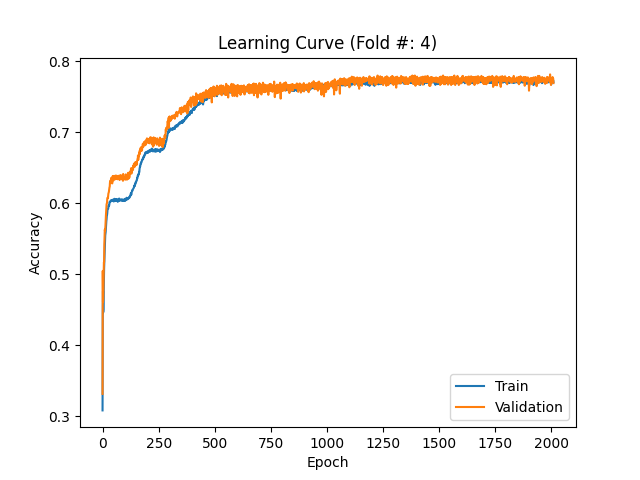 Learning Curve (Fold #: 4)
0.8
0.7
0.6
0.5
0.4
0.3
Accuracy
0 250 500 750 1000 1250 1500 1750 2000
Epoch
Train
Validation